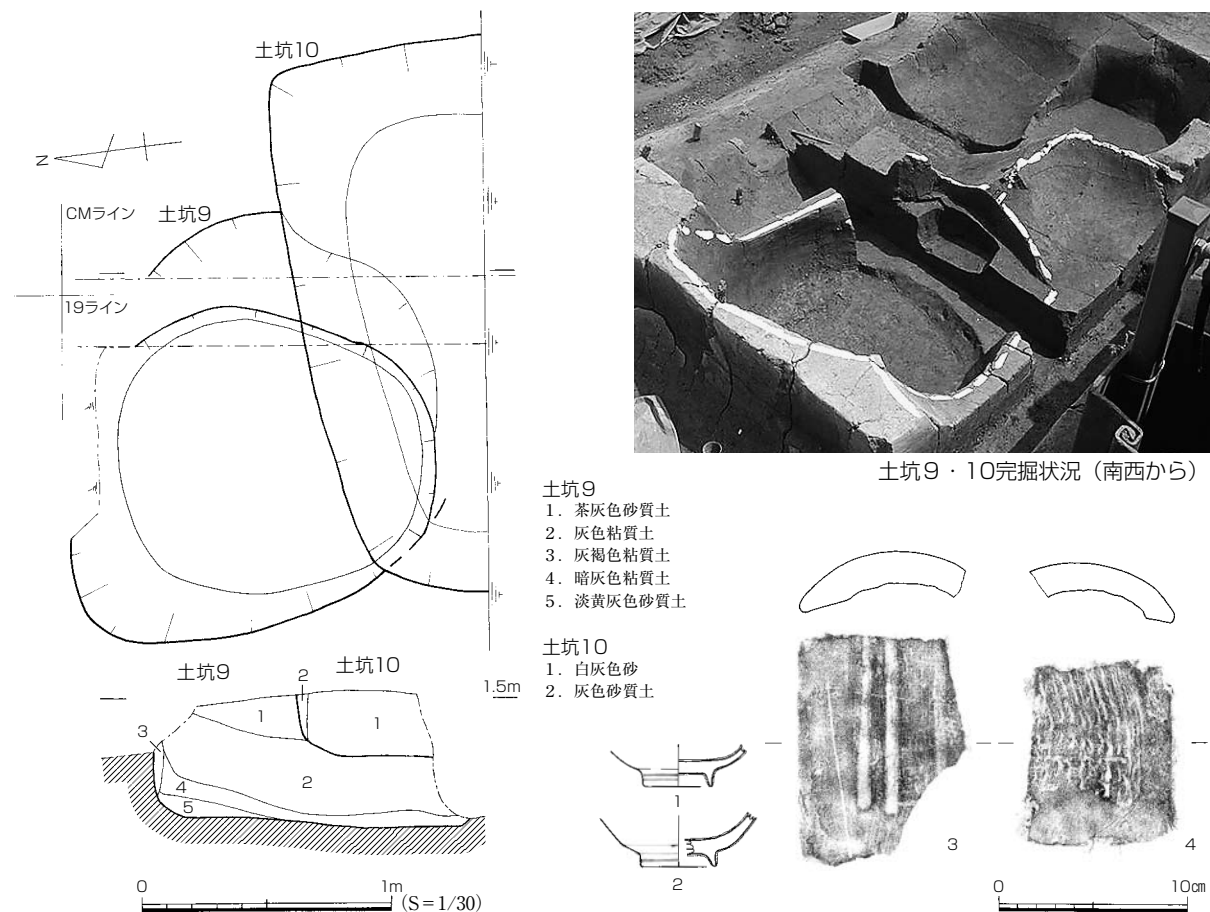 土坑10
N
CMライン
土坑9
19ライン
土坑9・10完掘状況（南西から）
土坑9
1．茶灰色砂質土
2．灰色粘質土
3．灰褐色粘質土
4．暗灰色粘質土
5．淡黄灰色砂質土
土坑10
1．白灰色砂
2．灰色砂質土
土坑9
土坑10
2
1.5m
1
1
3
2
4
5
0
1m
(S=1/30)
1
2
3
4
0
10㎝